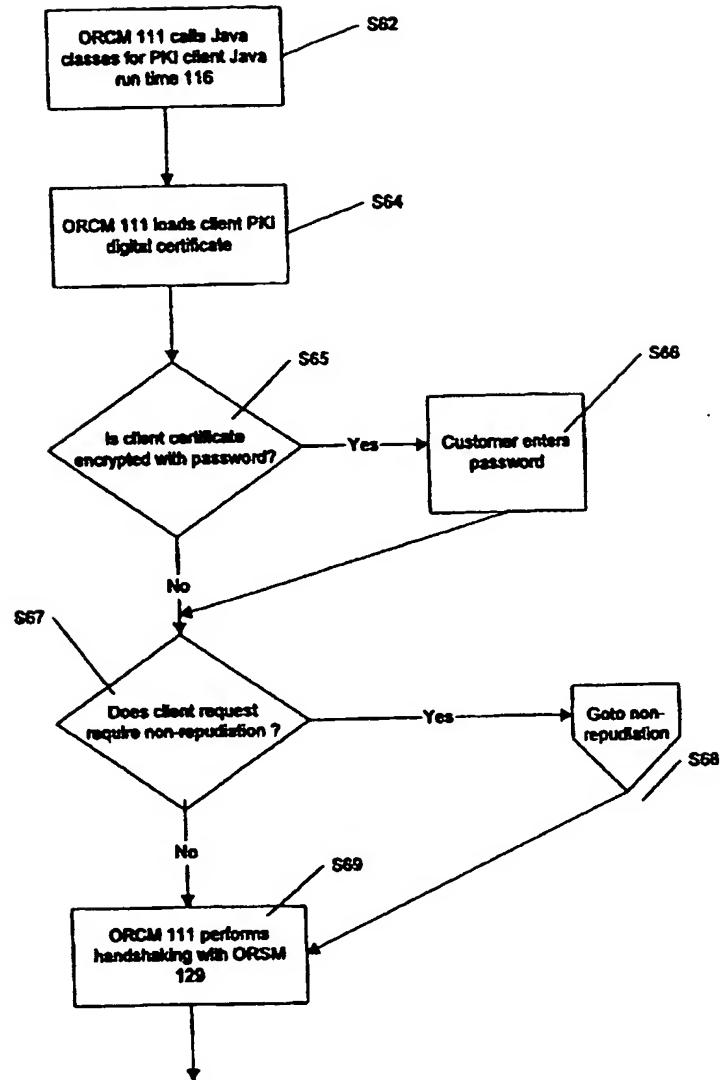 ORCM 111 calls Java
classes for PKI client Java
run time 116
S62
ORCM 111 loads client PKI
digital certificate
S64
S65
Is client certificate
encrypted with password?
Yes
S66
Customer enters
password
No
S67
Does client request
require non-repudiation ?
Yes
Goto non-
repudiation
S68
No
S69
ORCM 111 performs
handshaking with ORSM
129